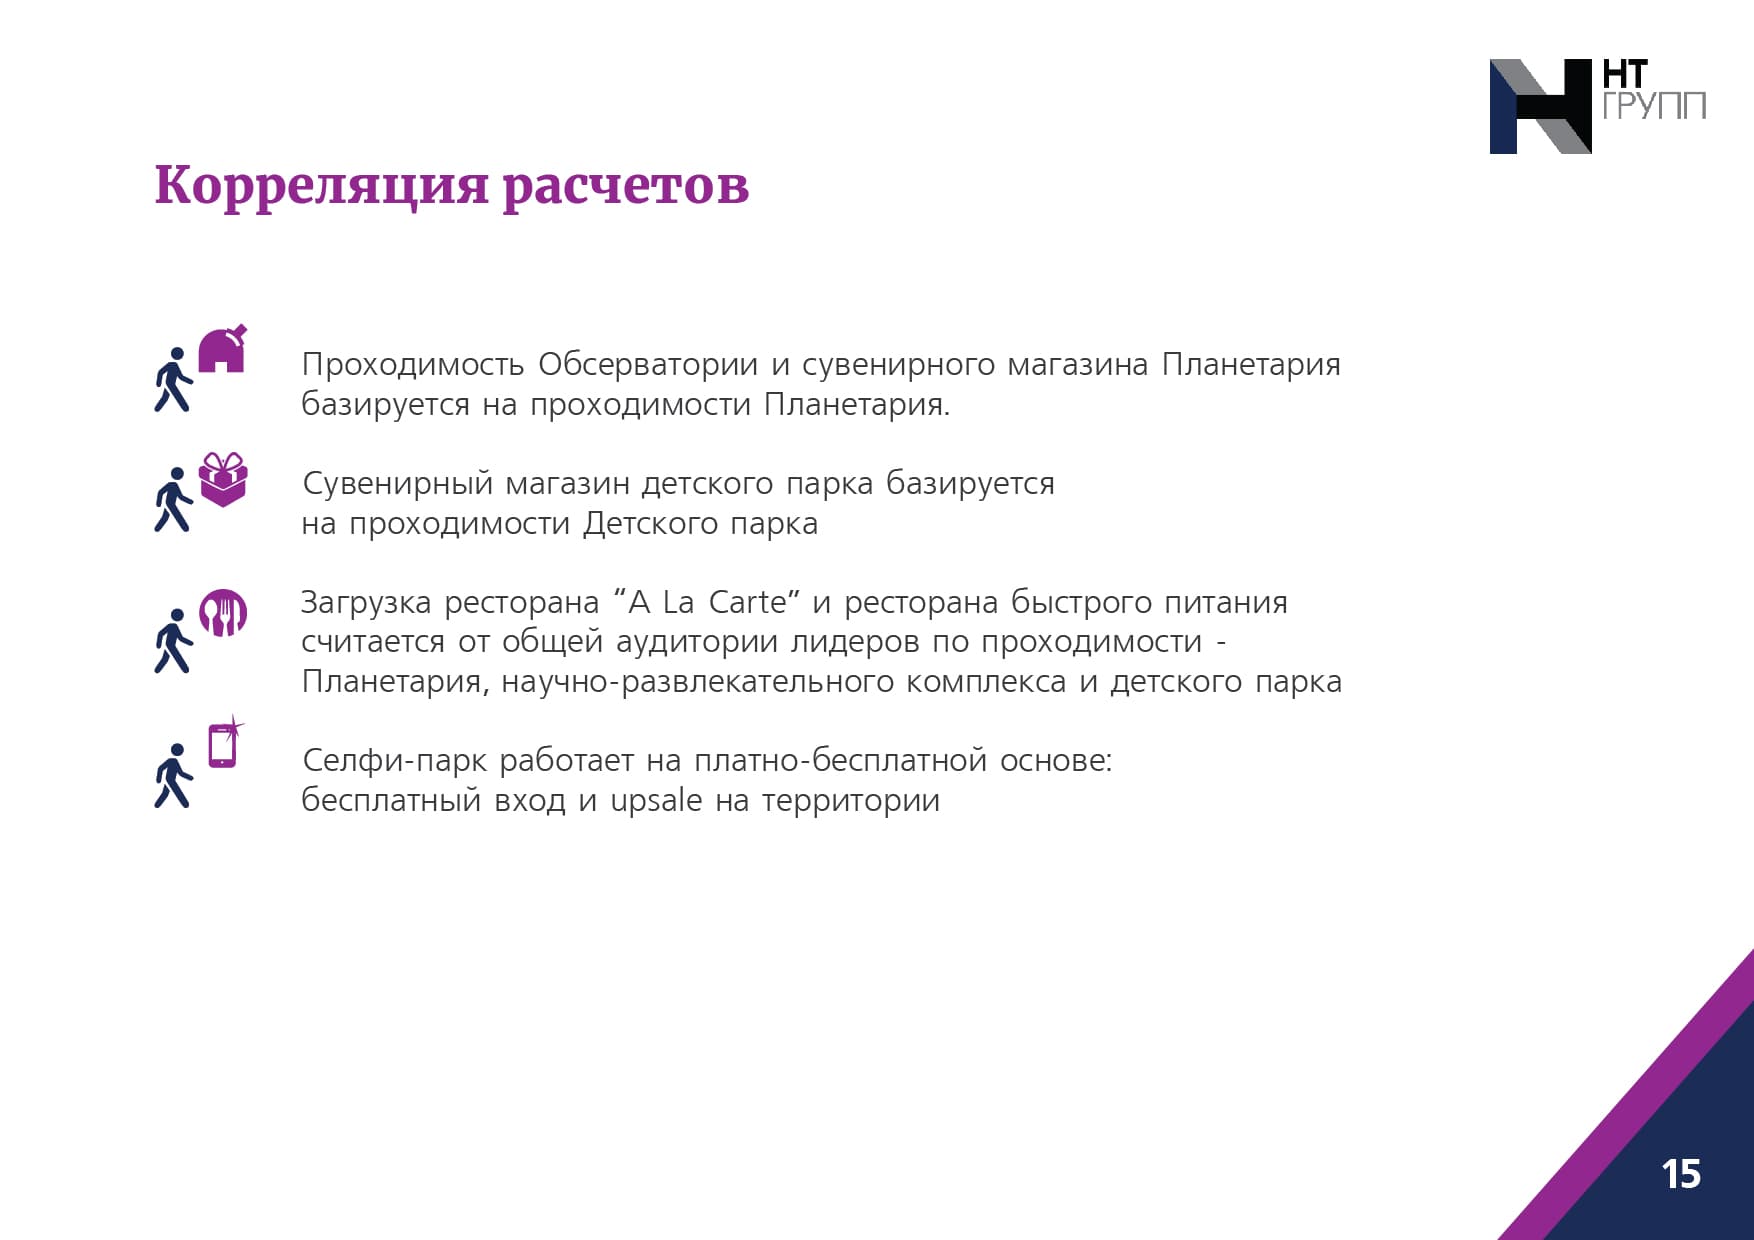 НТ
ГРУПП
Корреляция расчетов
Проходимость Обсерватории и сувенирного магазина Планетария
базируется на проходимости Планетария.
Сувенирный магазин детского парка базируется
на проходимости Детского парка
Загрузка ресторана “A La Carte” и ресторана быстрого питания
считается от общей аудитории лидеров по проходимости -
Планетария, научно-развлекательного комплекса и детского парка
Селфи-парк работает на платно-бесплатной основе:
бесплатный вход и upsale на территории
15